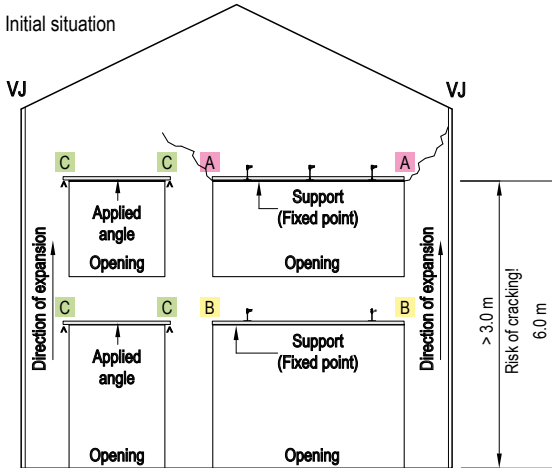 Initial situation
VJ
VJ
C
C
A
A
Applied
angle
Support
(Fixed point)
Opening
Opening
Direction of expansion
Direction of expansion
> 3.0 m
Risk of cracking!
6.0 m
C
C
B
B
Applied
angle
Support
(Fixed point)
Opening
Opening